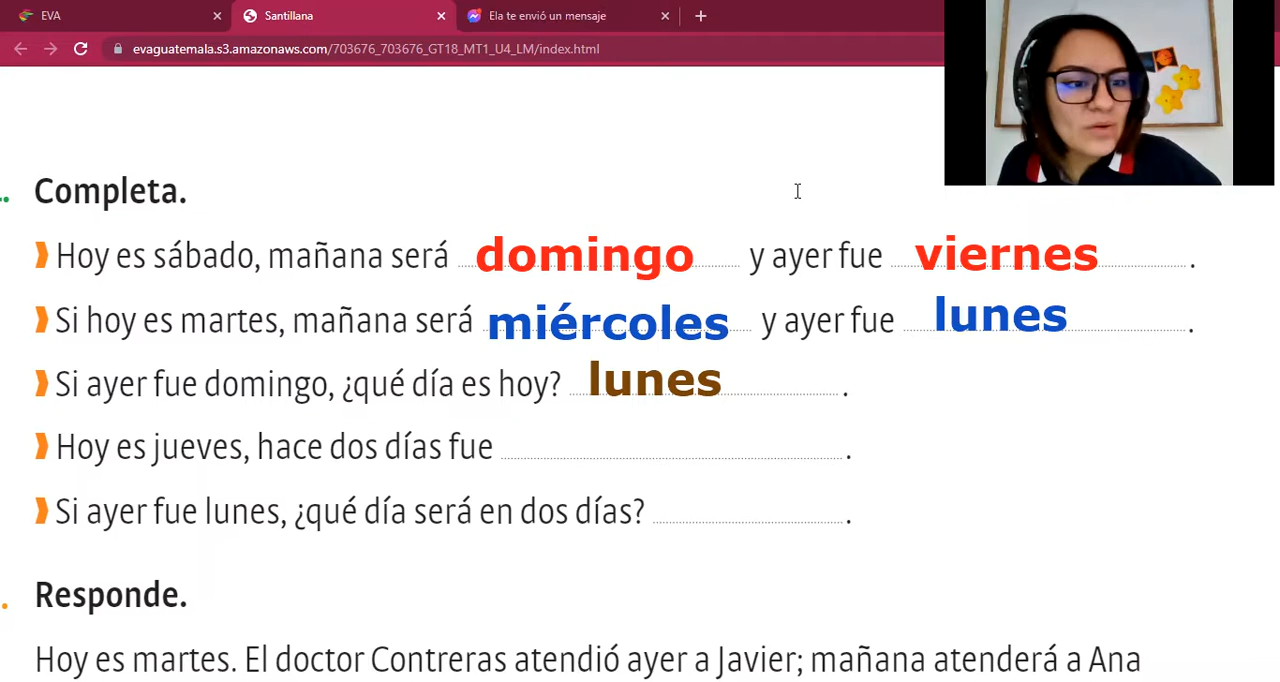 EVA
Santillana
Ela te envió un mensaje
evaguatemala.s3.amazonaws.com/703676_703676_GT18_MT1_U4_LM/index.html
Completa.
Hoy es sábado, mañana será domingo y ayer fue viernes.
Si hoy es martes, mañana será miércoles y ayer fue lunes.
Si ayer fue domingo, ¿qué día es hoy? lunes.
Hoy es jueves, hace dos días fue .
Si ayer fue lunes, ¿qué día será en dos días? .
Responde.
Hoy es martes. El doctor Contreras atendió ayer a Javier; mañana atenderá a Ana